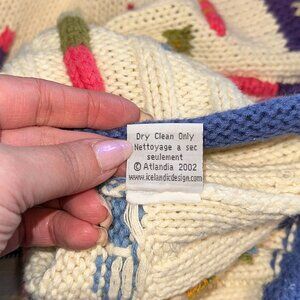 Dry Clean Only
Nettoyage a sec
seulement
© Atlandia 2002
www.icelandicdesign.com